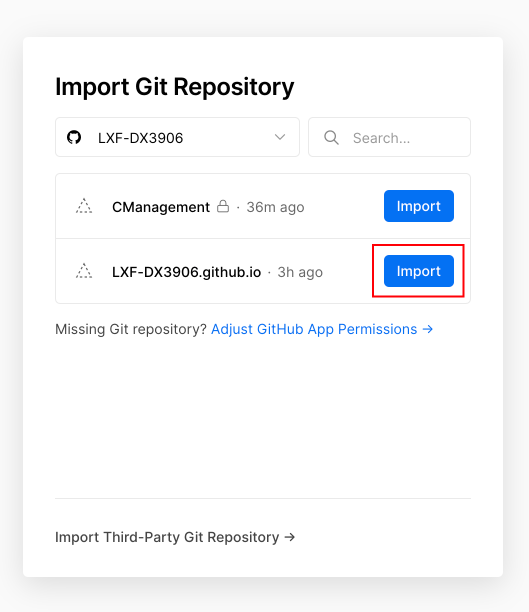 Import Git Repository
LXF-DX3906
Search...
CManagement · 36m ago
Import
LXF-DX3906.github.io · 3h ago
Import
Missing Git repository? Adjust GitHub App Permissions →
Import Third-Party Git Repository →